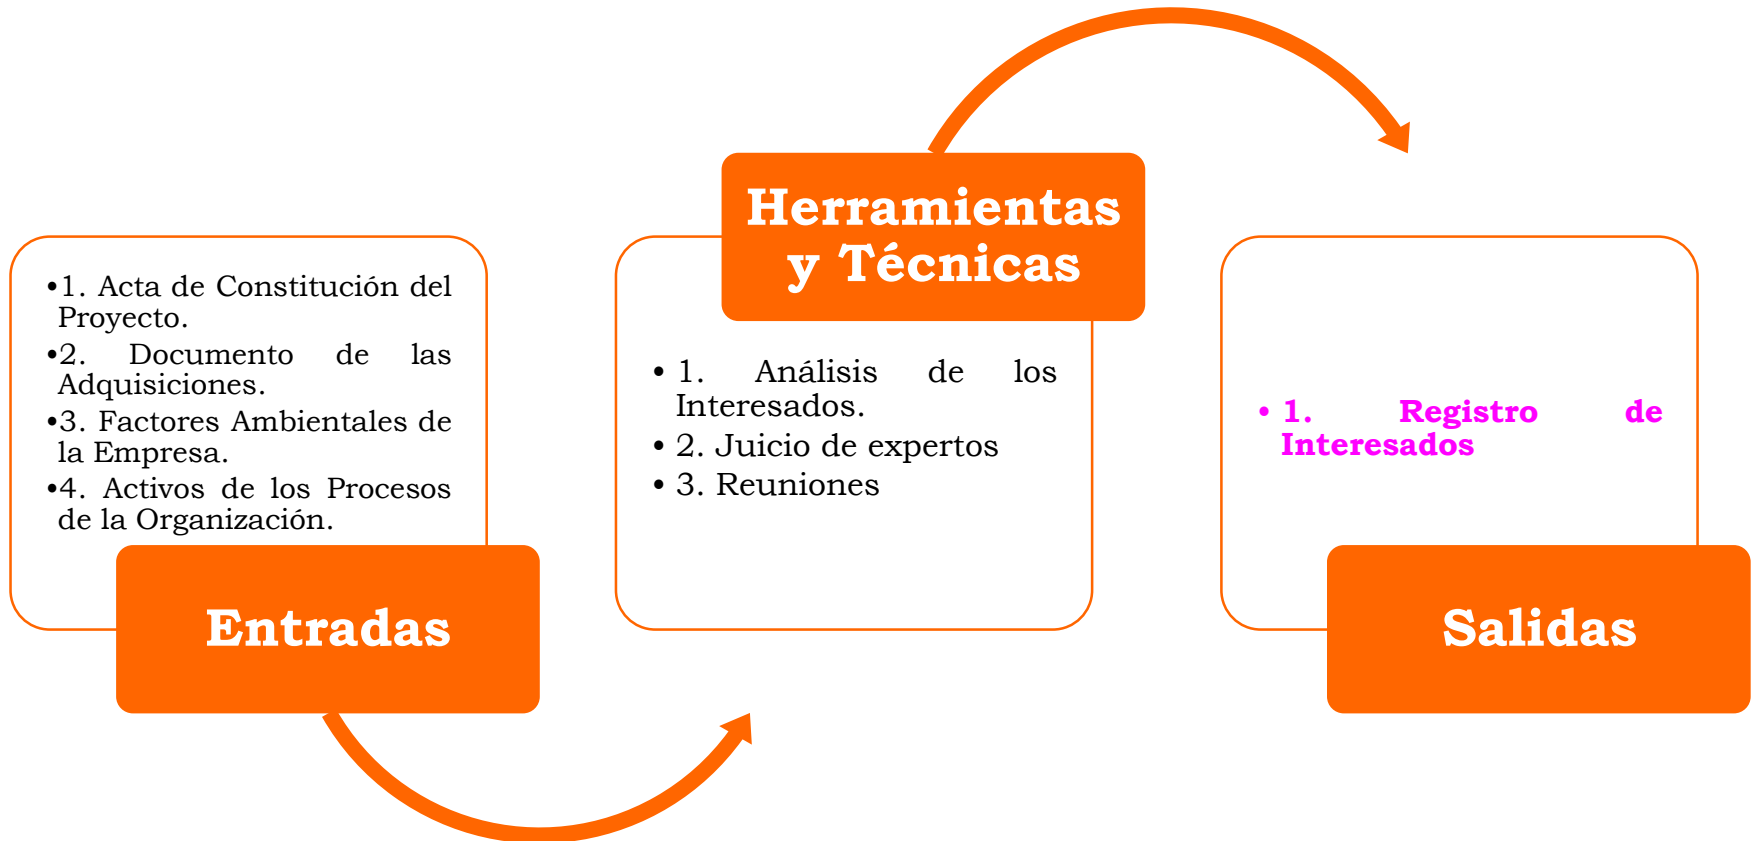 •1. Acta de Constitución del
Proyecto.
•2. Documento de las
Adquisiciones.
•3. Factores Ambientales de
la Empresa.
•4. Activos de los Procesos
de la Organización.
Entradas
Herramientas
y Técnicas
• 1. Análisis de los
Interesados.
• 2. Juicio de expertos
• 3. Reuniones
• 1. Registro de
Interesados
Salidas